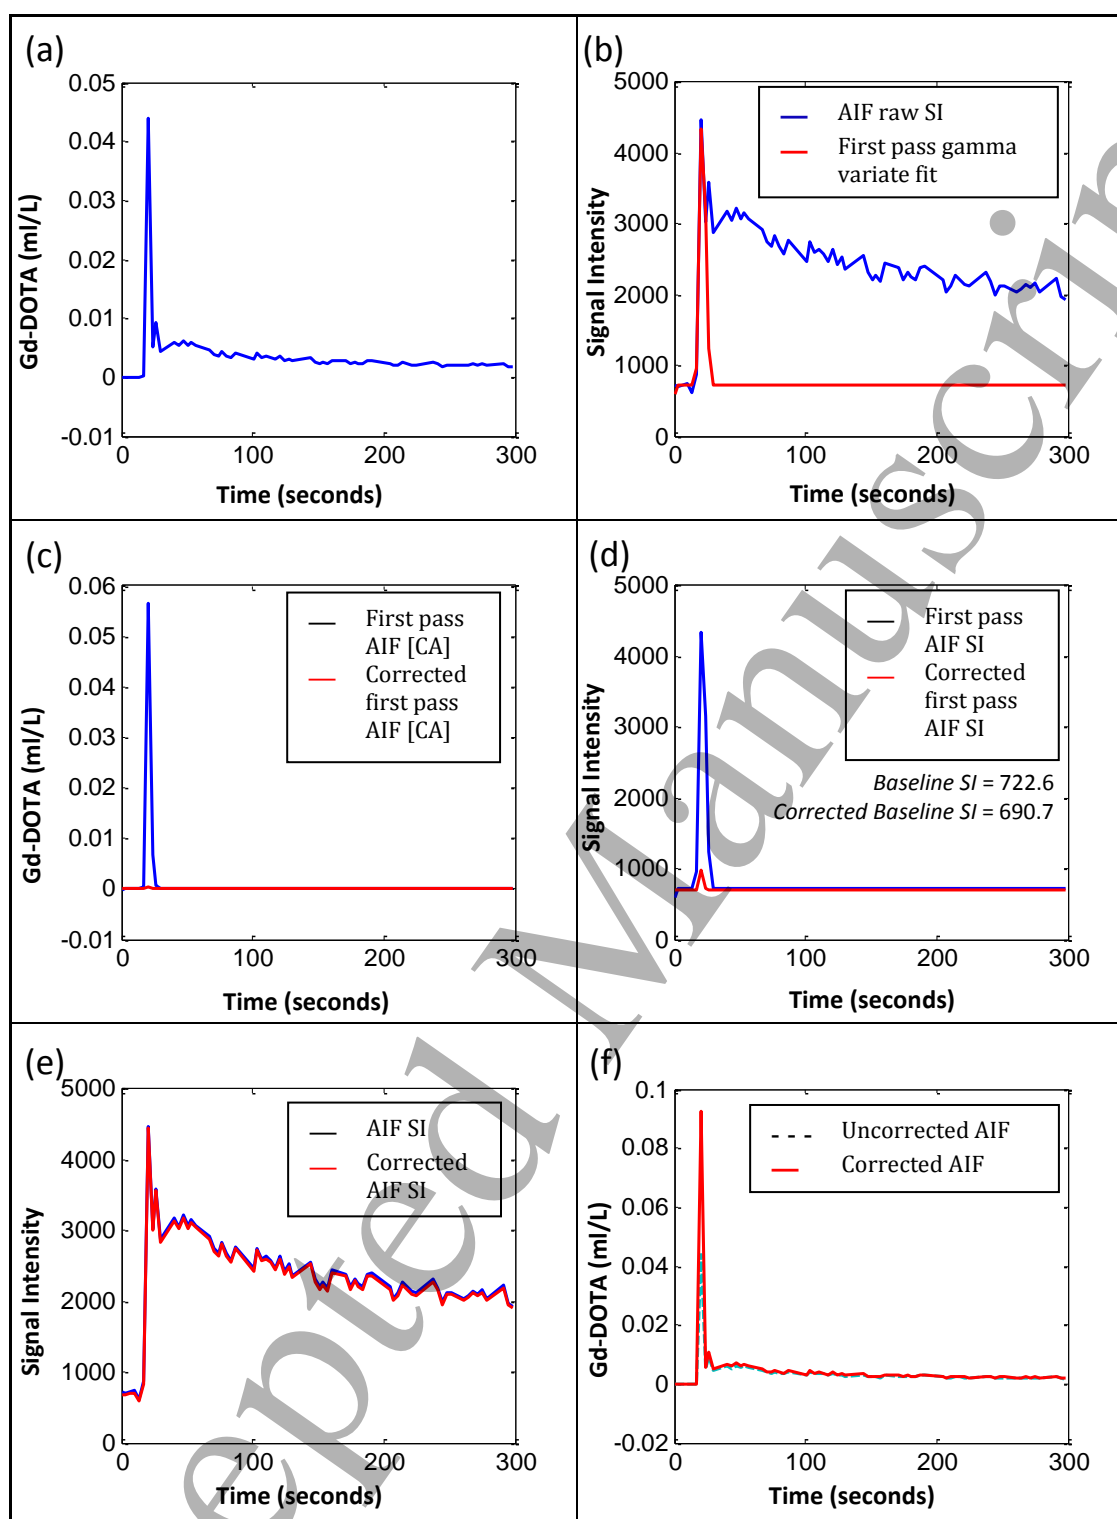 (a)
0.05
0.04
0.03
0.02
0.01
0
-0.01
0
100
200
300
Gd-DOTA (ml/L)
Time (seconds)
(b)
5000
4000
3000
2000
1000
0
0
100
200
300
Signal Intensity
Time (seconds)
AIF raw SI
First pass gamma
variate fit
(c)
0.06
0.05
0.04
0.03
0.02
0.01
0
-0.01
0
100
200
300
Gd-DOTA (ml/L)
Time (seconds)
First pass
AIF [CA]
Corrected
first pass
AIF [CA]
(d)
5000
4000
3000
2000
1000
0
0
100
200
300
Signal Intensity
Time (seconds)
First pass
AIF SI
Corrected
first pass
AIF SI
Baseline SI = 722.6
Corrected Baseline SI = 690.7
(e)
5000
4000
3000
2000
1000
0
0
100
200
300
Signal Intensity
Time (seconds)
AIF SI
Corrected
AIF SI
(f)
0.1
0.08
0.06
0.04
0.02
0
-0.02
0
100
200
300
Gd-DOTA (ml/L)
Time (seconds)
Uncorrected AIF
Corrected AIF
epted Manuscrip